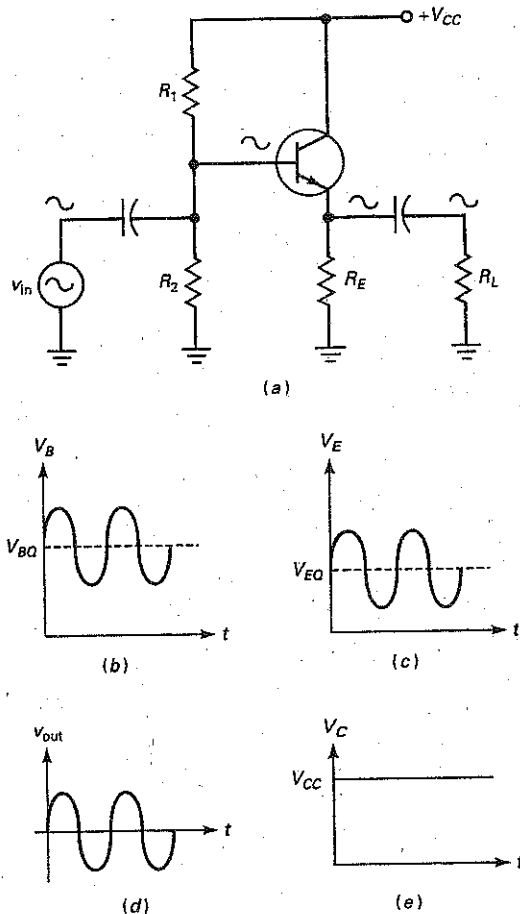 +V_CC
R_1
v_in
R_2
R_E
R_L
(a)
V_B
V_BQ
t
(b)
V_E
V_EQ
t
(c)
v_out
t
(d)
V_C
V_CC
t
(e)